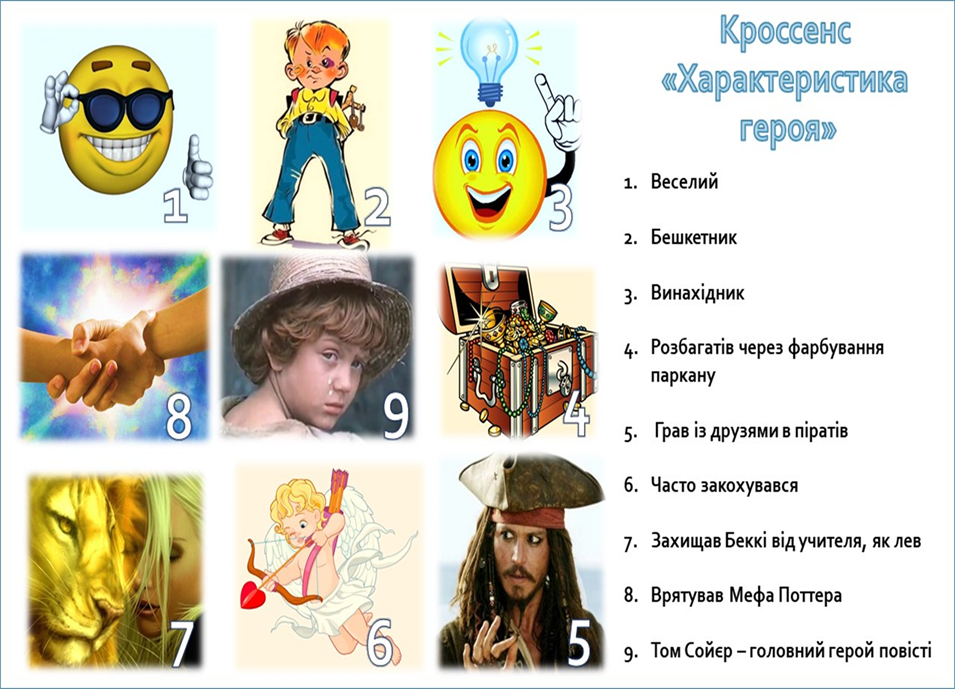 Кроссенс
«Характеристика
героя»
1. Веселий
2. Бешкетник
3. Винахідник
4. Розбагатів через фарбування
паркану
5. Грав із друзями в піратів
6. Часто закохувався
7. Захищав Беккі від учителя, як лев
8. Врятував Мефа Поттера
9. Том Сойєр – головний герой повісті
1
2
3
8
9
4
7
6
5